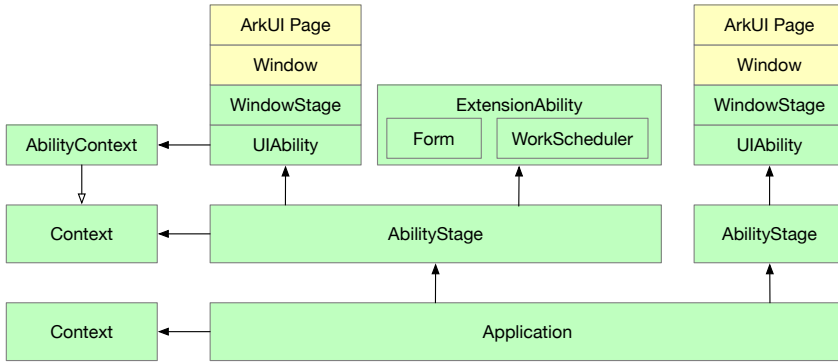 ArkUI Page
ArkUI Page
Window
Window
WindowStage
ExtensionAbility
WindowStage
AbilityContext
UIAbility
Form
WorkScheduler
UIAbility
Context
AbilityStage
AbilityStage
Context
Application